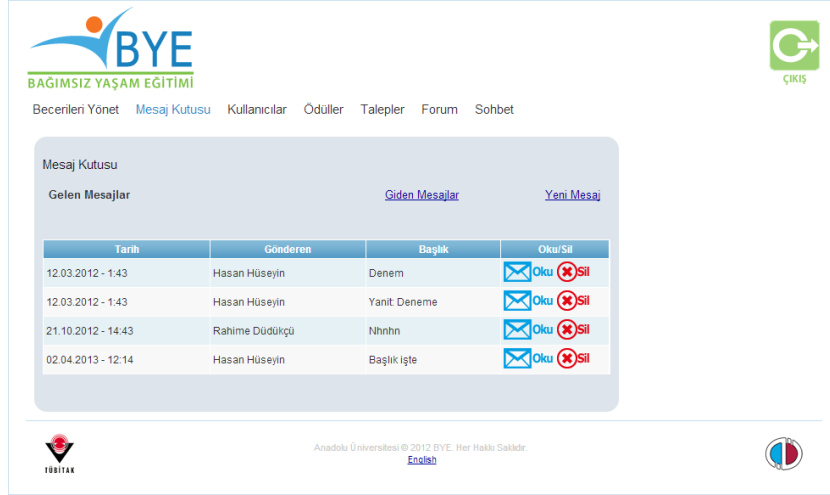 BYE
BAĞIMSIZ YAŞAM EĞİTİMİ
ÇIKIŞ
Becerileri Yönet Mesaj Kutusu Kullanıcılar Ödüller Talepler Forum Sohbet
Mesaj Kutusu
Gelen Mesajlar Giden Mesajlar Yeni Mesaj
Tarih Gönderen Başlık Oku/Sil
12.03.2012 - 1:43 Hasan Hüseyin Denem Oku Sil
12.03.2012 - 1:43 Hasan Hüseyin Yanit: Deneme Oku Sil
21.10.2012 - 14:43 Rahime Düdükçü Nhnhn Oku Sil
02.04.2013 - 12:14 Hasan Hüseyin Başlık işte Oku Sil
TÜBİTAK
Anadolu Üniversitesi © 2012 BYE. Her Hakkı Saklıdır.
English